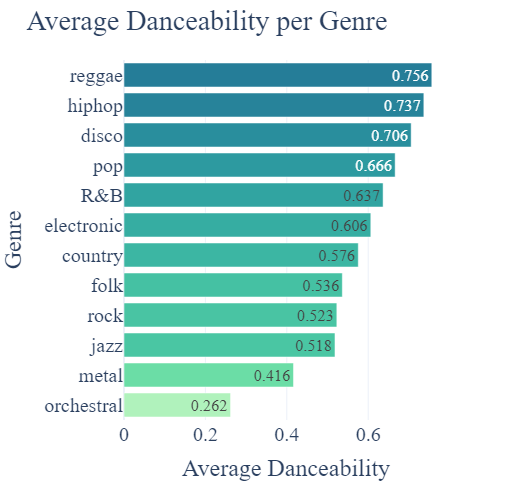 Average Danceability per Genre
reggae 0.756
hiphop 0.737
disco 0.706
pop 0.666
R&B 0.637
electronic 0.606
country 0.576
folk 0.536
rock 0.523
jazz 0.518
metal 0.416
orchestral 0.262
0 0.2 0.4 0.6
Average Danceability
Genre